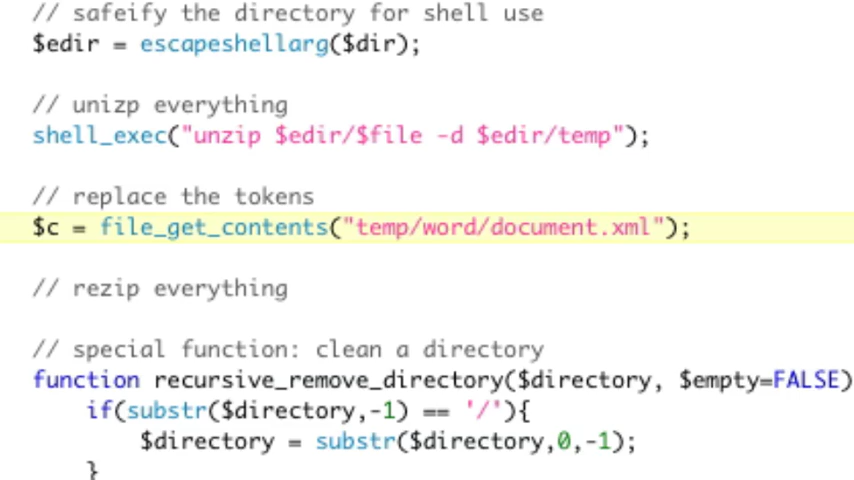 // safeify the directory for shell use
$edir = escapeshellarg($dir);
// unizp everything
shell_exec("unzip $edir/$file -d $edir/temp");
// replace the tokens
$c = file_get_contents("temp/word/document.xml");
// rezip everything
// special function: clean a directory
function recursive_remove_directory($directory, $empty=FALSE)
if(substr($directory,-1) == '/'){
$directory = substr($directory,0,-1);
}